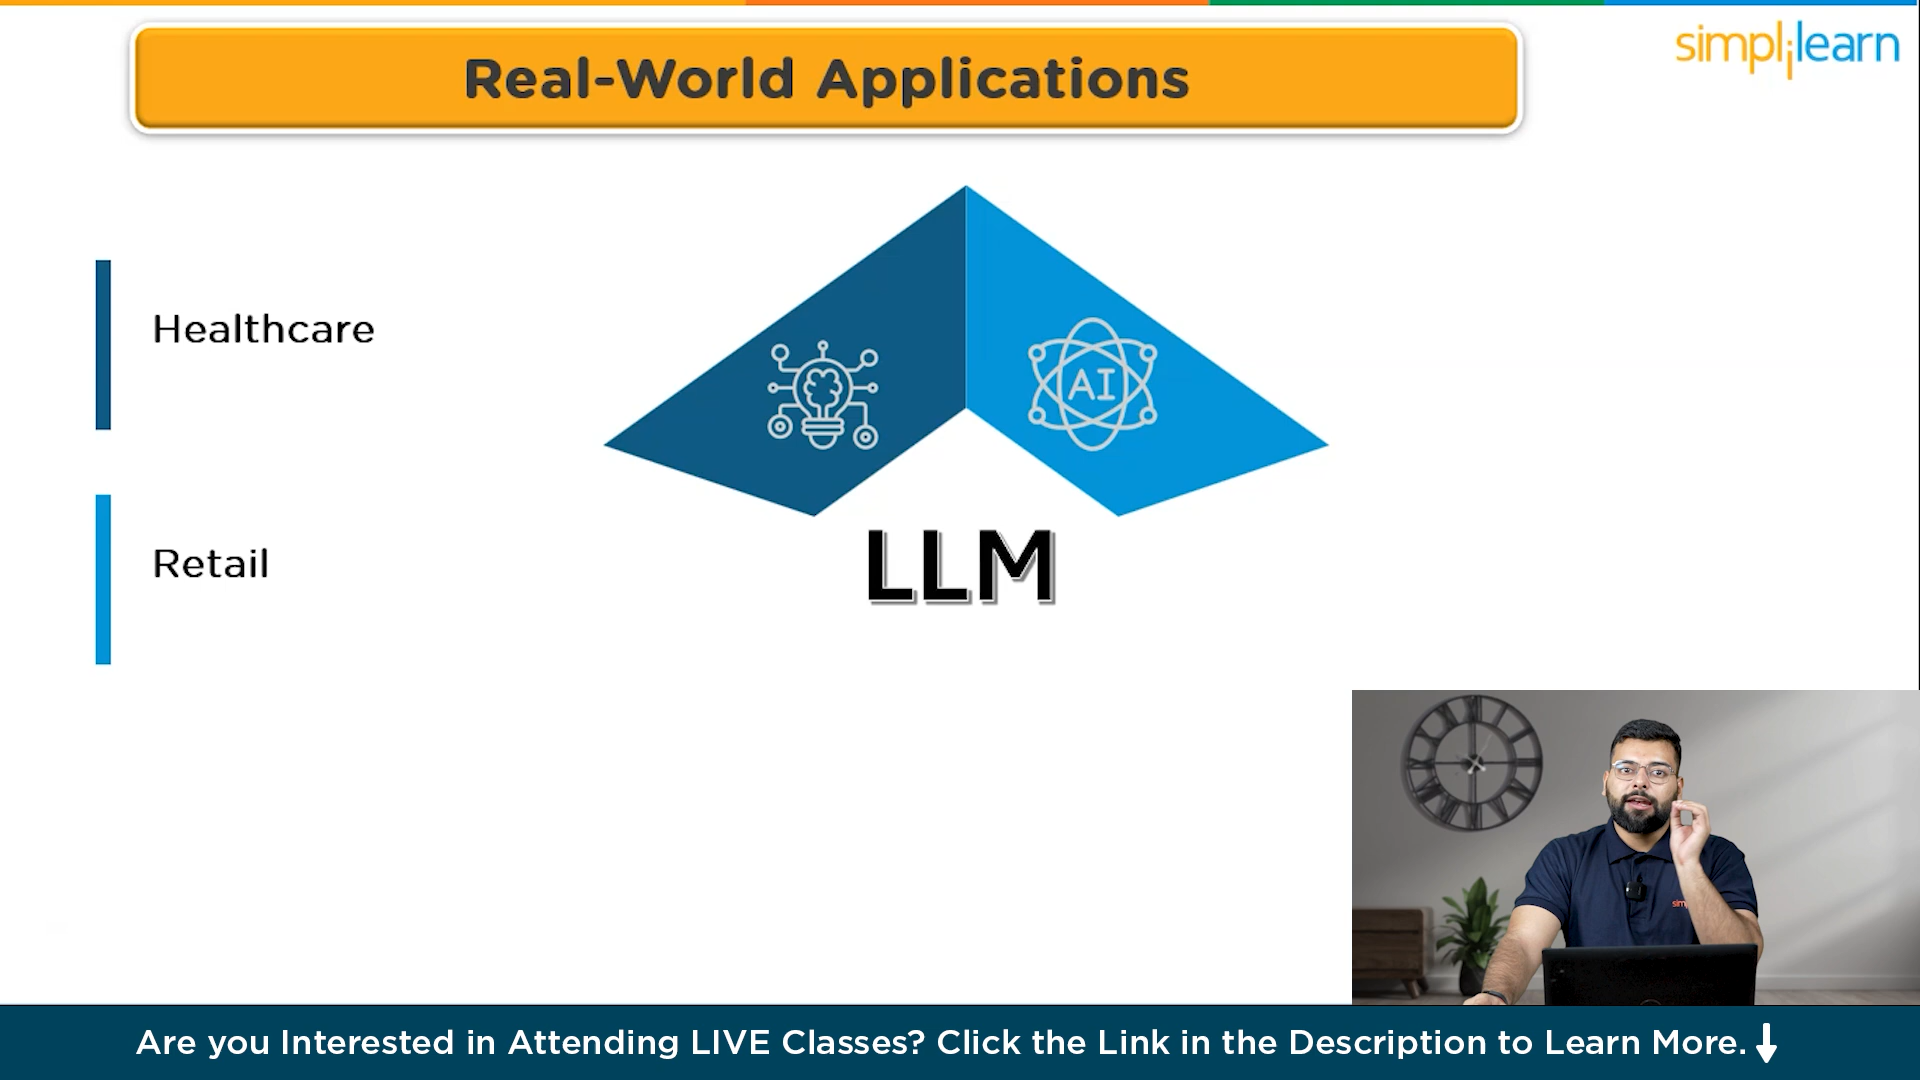 Real-World Applications
simplilearn
Healthcare
AI
Retail
LLM
Are you Interested in Attending LIVE Classes? Click the Link in the Description to Learn More.